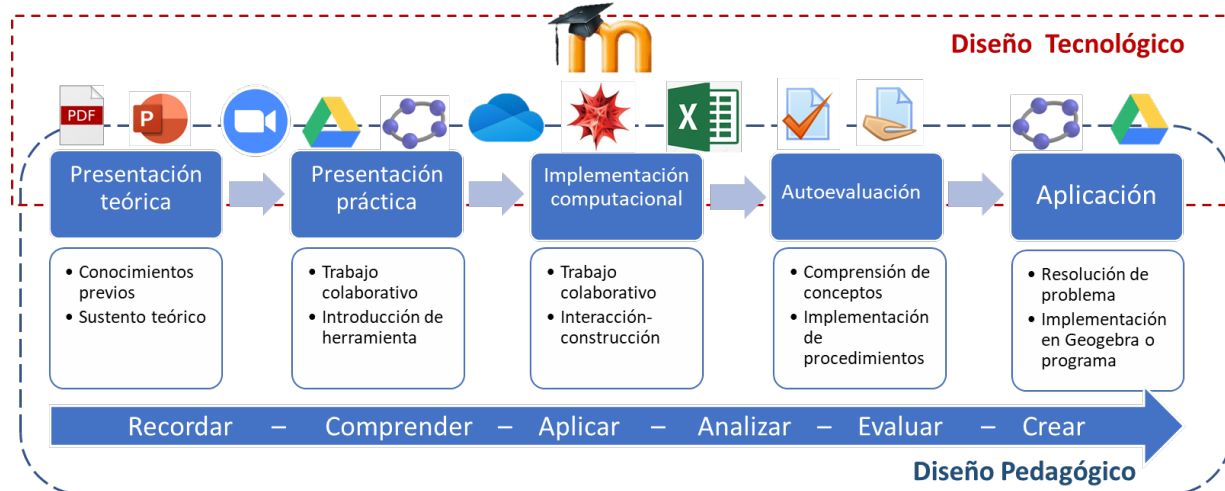 m
Diseño Tecnológico
PDF
P
X
Presentación
teórica
Presentación
práctica
Implementación
computacional
Autoevaluación
Aplicación
• Conocimientos
previos
• Sustento teórico
• Trabajo
colaborativo
• Introducción de
herramienta
• Trabajo
colaborativo
• Interacción-
construcción
• Comprensión de
conceptos
• Implementación
de
procedimientos
• Resolución de
problema
• Implementación
en Geogebra o
programa
Recordar – Comprender – Aplicar – Analizar – Evaluar – Crear
Diseño Pedagógico